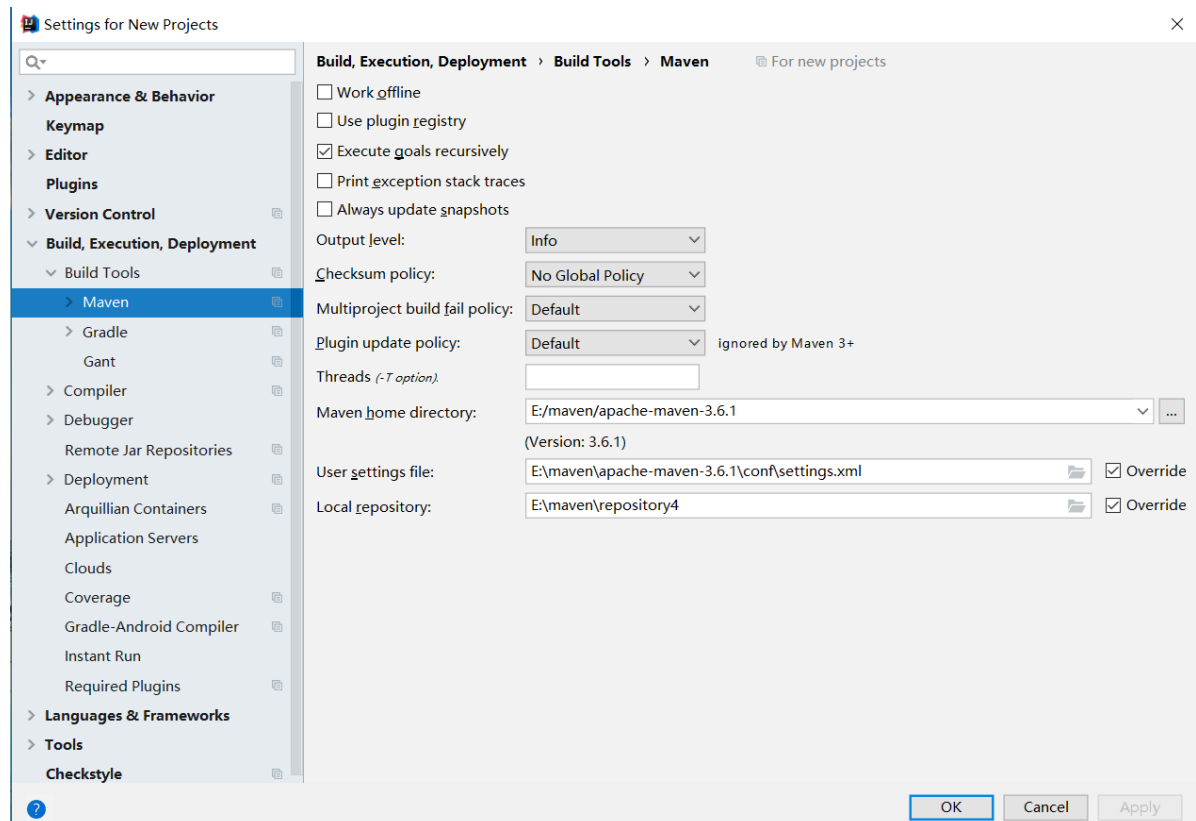 Settings for New Projects
Build, Execution, Deployment › Build Tools › Maven For new projects
Appearance & Behavior
Keymap
Editor
Plugins
Version Control
Build, Execution, Deployment
Build Tools
Maven
Gradle
Gant
Compiler
Debugger
Remote Jar Repositories
Deployment
Arquillian Containers
Application Servers
Clouds
Coverage
Gradle-Android Compiler
Instant Run
Required Plugins
Languages & Frameworks
Tools
Checkstyle
Work offline
Use plugin registry
Execute goals recursively
Print exception stack traces
Always update snapshots
Output level: Info
Checksum policy: No Global Policy
Multiproject build fail policy: Default
Plugin update policy: Default ignored by Maven 3+
Threads (-T option).
Maven home directory: E:/maven/apache-maven-3.6.1 ...
(Version: 3.6.1)
User settings file: E:\maven\apache-maven-3.6.1\conf\settings.xml Override
Local repository: E:\maven\repository4 Override
? OK Cancel Apply